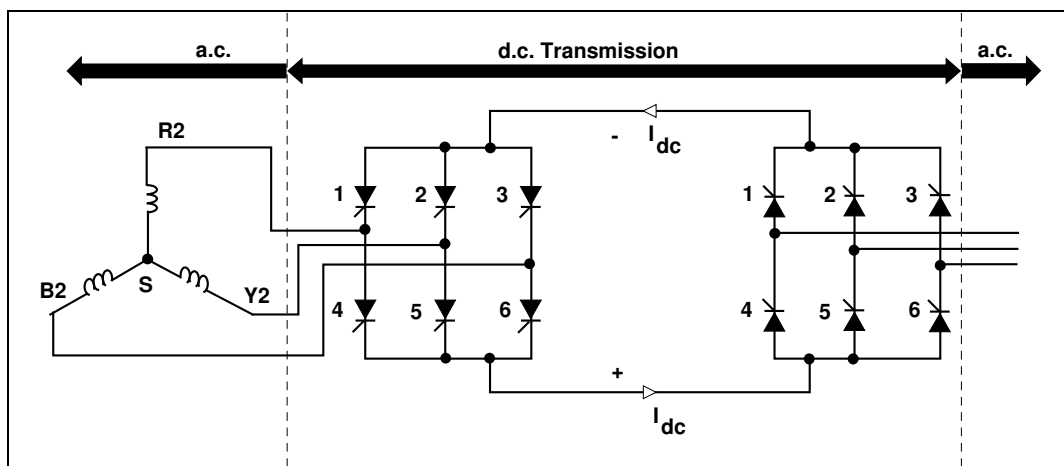 a.c. d.c. Transmission a.c.
R2
- I dc
1 2 3
1 2 3
B2 S Y2
4 5 6
4 5 6
+
I dc